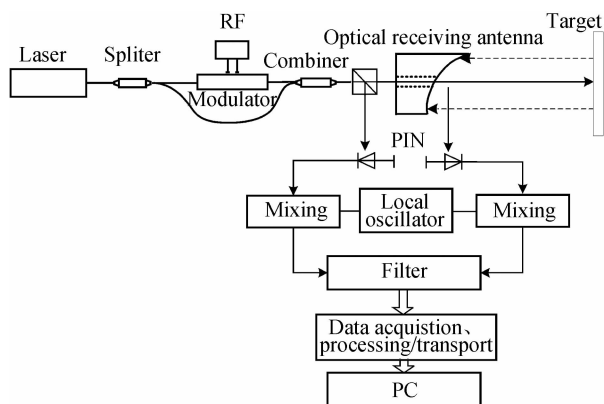 RF
Target
Laser
Spliter
Combiner
Optical receiving antenna
Modulator
PIN
Mixing
Local
oscillator
Mixing
Filter
Data acquistion、
processing/transport
PC